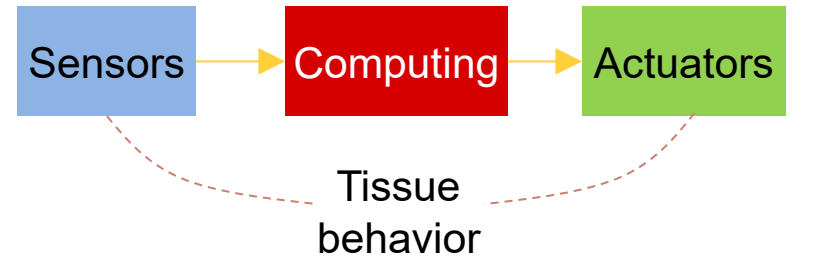 Sensors
Computing
Actuators
Tissue
behavior